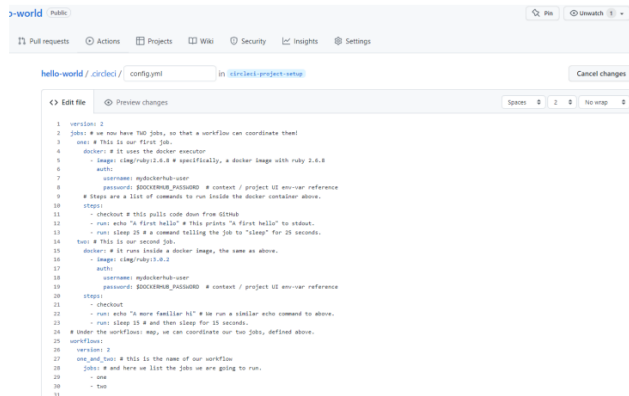 o-world Public
Pin
Unwatch 1
Pull requests Actions Projects Wiki Security Insights Settings
hello-world / .circleci / config.yml in circleci-project-setup
Cancel changes
<> Edit file Preview changes
Spaces 2 No wrap
1 version: 2
2 jobs: # we now have TWO jobs, so that a workflow can coordinate them!
3 one: # This is our first job.
4 docker: # it uses the docker executor
5 - image: cimg/ruby:2.6.8 # specifically, a docker image with ruby 2.6.8
6 auth:
7 username: mydockerhub-user
8 password: $DOCKERHUB_PASSWORD # context / project UI env-var reference
9 # Steps are a list of commands to run inside the docker container above.
10 steps:
11 - checkout # this pulls code down from GitHub
12 - run: echo "A first hello" # This prints "A first hello" to stdout.
13 - run: sleep 25 # a command telling the job to "sleep" for 25 seconds.
14 two: # This is our second job.
15 docker: # it runs inside a docker image, the same as above.
16 - image: cimg/ruby:3.0.2
17 auth:
18 username: mydockerhub-user
19 password: $DOCKERHUB_PASSWORD # context / project UI env-var reference
20 steps:
21 - checkout
22 - run: echo "A more familiar hi" # We run a similar echo command to above.
23 - run: sleep 15 # and then sleep for 15 seconds.
24 # Under the workflows: map, we can coordinate our two jobs, defined above.
25 workflows:
26 version: 2
27 one_and_two: # this is the name of our workflow
28 jobs: # and here we list the jobs we are going to run.
29 - one
30 - two
31